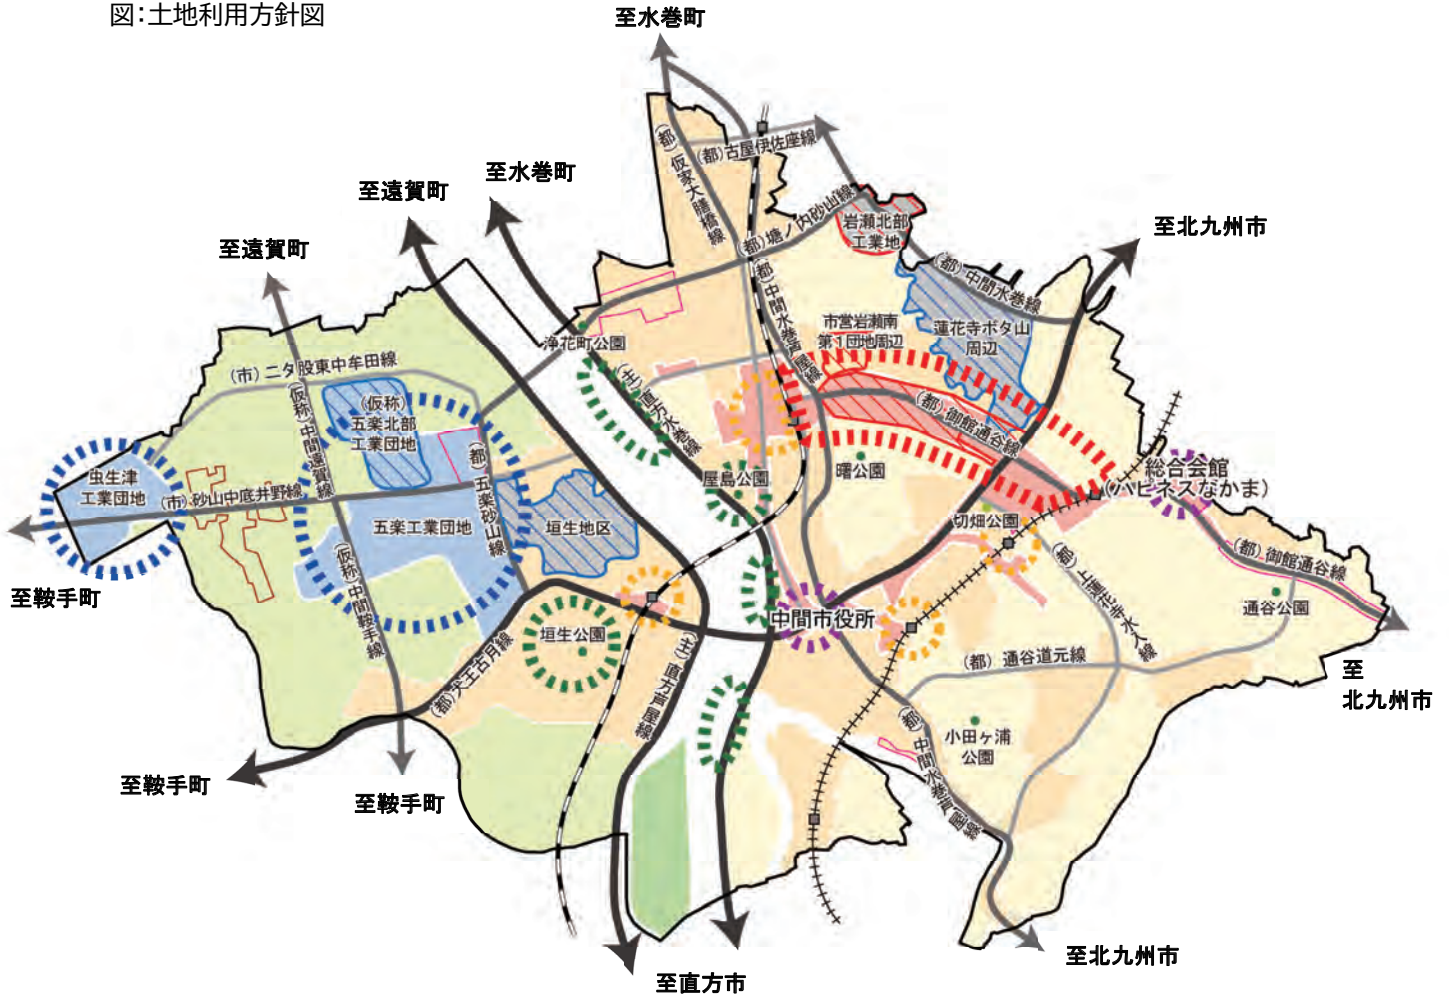 図:土地利用方針図
至水巻町
(都)古屋伊佐座線
(都)仮家大膳橋線
至水巻町
至遠賀町
至遠賀町
至北九州市
(都)塘ノ内砂山線
岩瀬北部
工業地
(都)中間水巻線
(都)中間水巻芦屋線
市営岩瀬南
第1団地周辺
蓮花寺ボタ山
周辺
浄花町公園
(主)直方水巻線
(市)二タ股東中牟田線
(仮称)中間遠賀線
(仮称)
五楽北部
工業団地
(都)御館通谷線
(都)五楽砂山線
曙公園
屋島公園
総合会館
(ハピネスなかま)
虫生津
工業団地
(市)砂山中底井野線
五楽工業団地
垣生地区
切畑公園
(都)御館通谷線
(仮称)中間鞍手線
(都)上蓮花寺水入線
至鞍手町
通谷公園
中間市役所
垣生公園
(都)犬王古月線
(主)直方芦屋線
(都)通谷道元線
至
北九州市
(都)中間水巻芦屋線
小田ヶ浦
公園
至鞍手町
至鞍手町
至北九州市
至直方市